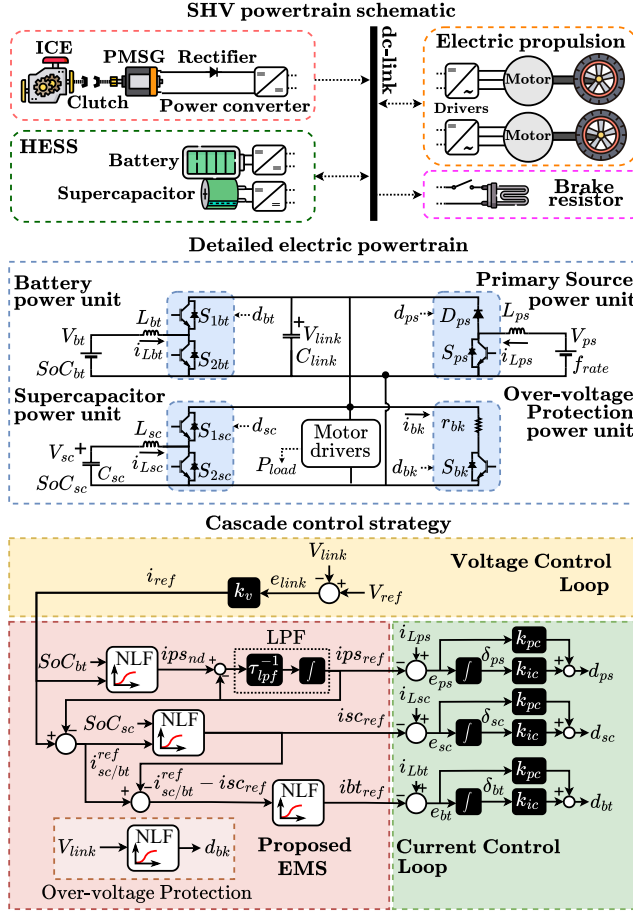 SHV powertrain schematic
ICE
PMSG
Rectifier
Clutch
Power converter
HESS
Battery
Supercapacitor
dc-link
Electric propulsion
Motor
Drivers
Motor
Brake
resistor
Detailed electric powertrain
Battery
power unit
L_bt
V_bt
i_Lbt
SoC_bt
S_1bt
S_2bt
d_bt
+
V_link
C_link
d_ps
D_ps
S_ps
Primary Source
power unit
L_ps
V_ps
i_Lps
f_rate
Supercapacitor
power unit
L_sc
V_sc +
i_Lsc
C_sc
SoC_sc
S_1sc
S_2sc
d_sc
Motor
drivers
P_load
i_bk
r_bk
d_bk
S_bk
Over-voltage
Protection
power unit
Cascade control strategy
V_link
i_ref
k_v
e_link
− +
V_ref
Voltage Control
Loop
LPF
SoC_bt
NLF
ips_nd
+
−
τ_lpf^−1
∫
ips_ref
i_Lps
− +
e_ps
∫
δ_ps
k_pc
k_ic
+ +
d_ps
+ −
SoC_sc
NLF
isc_ref
i_Lsc
− +
e_sc
∫
δ_sc
k_pc
k_ic
+ +
d_sc
i_sc/bt^ref
+ −
i_sc/bt^ref − isc_ref
NLF
ibt_ref
i_Lbt
− +
e_bt
∫
δ_bt
k_pc
k_ic
+ +
d_bt
V_link
NLF
d_bk
Over-voltage Protection
Proposed
EMS
Current Control
Loop